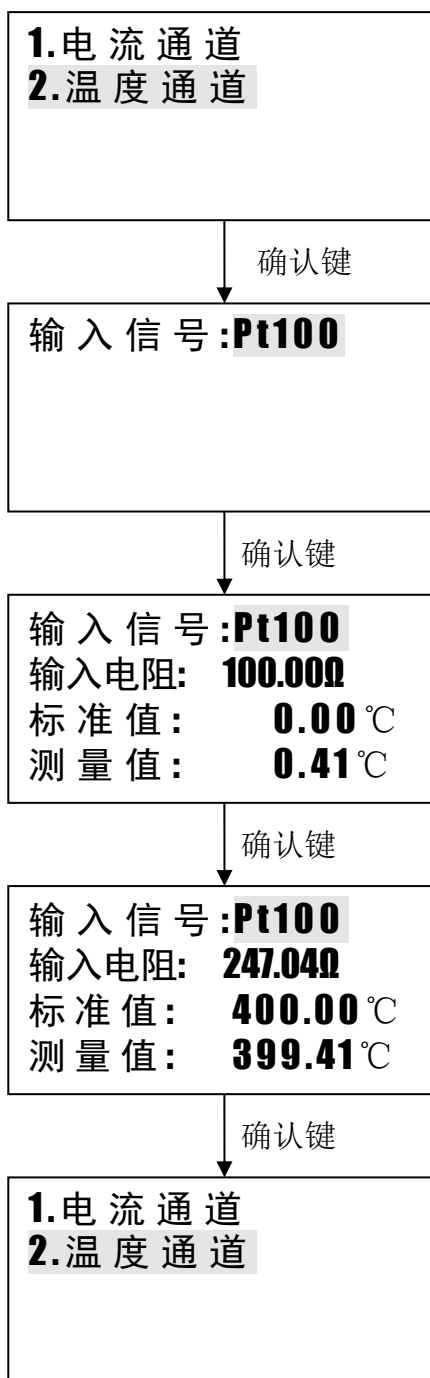 1.电流通道
2.温度通道
确认键
输入信号:Pt100
确认键
输入信号:Pt100
输入电阻: 100.00Ω
标准值: 0.00℃
测量值: 0.41℃
确认键
输入信号:Pt100
输入电阻: 247.04Ω
标准值: 400.00℃
测量值: 399.41℃
确认键
1.电流通道
2.温度通道